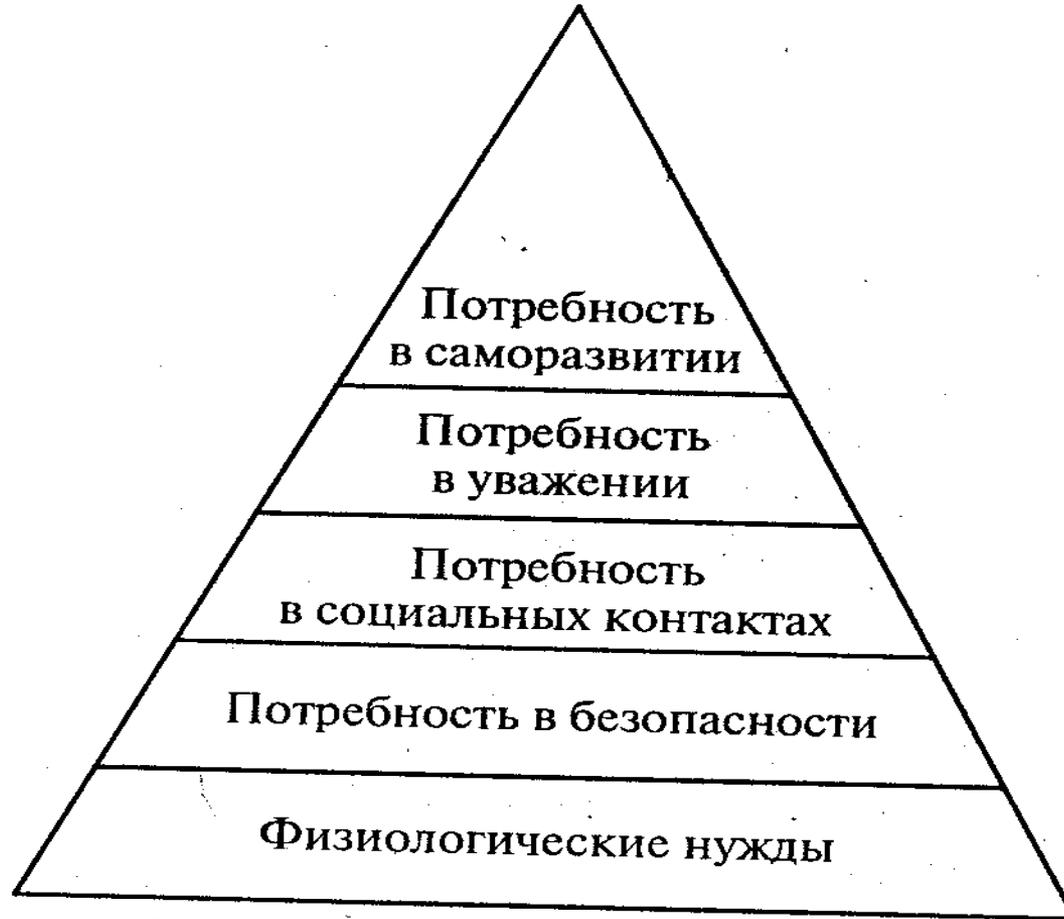 Потребность
в саморазвитии
Потребность
в уважении
Потребность
в социальных контактах
Потребность в безопасности
Физиологические нужды